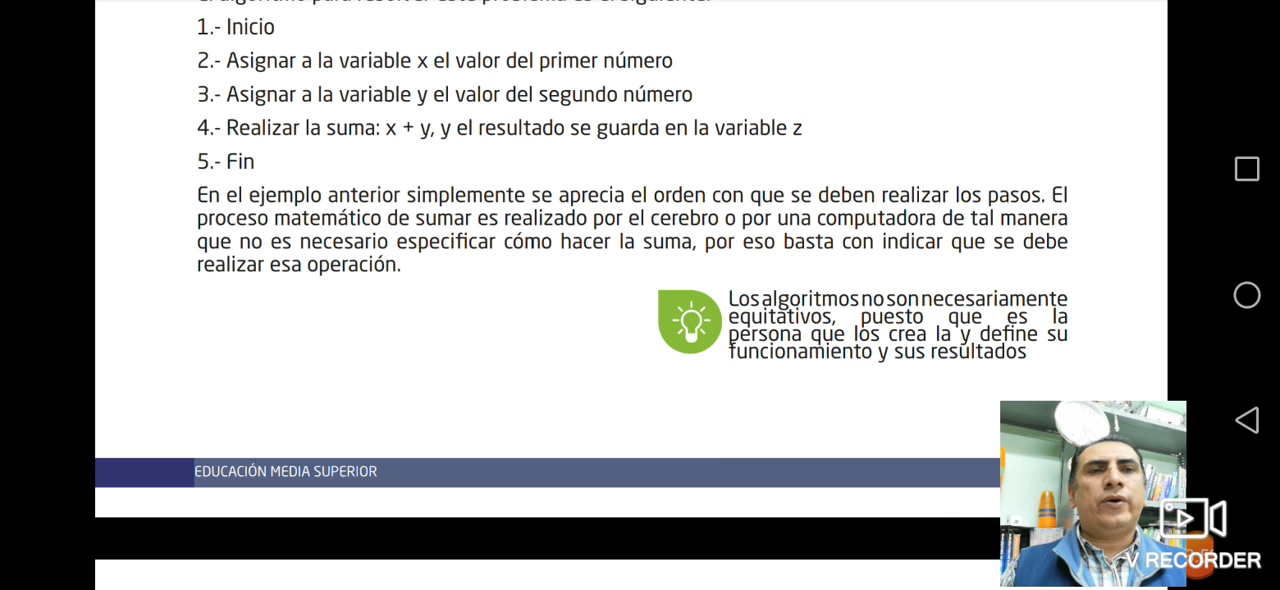 1.- Inicio
2.- Asignar a la variable x el valor del primer número
3.- Asignar a la variable y el valor del segundo número
4.- Realizar la suma: x + y, y el resultado se guarda en la variable z
5.- Fin
En el ejemplo anterior simplemente se aprecia el orden con que se deben realizar los pasos. El
proceso matemático de sumar es realizado por el cerebro o por una computadora de tal manera
que no es necesario especificar cómo hacer la suma, por eso basta con indicar que se debe
realizar esa operación.
Los algoritmos no son necesariamente
equitativos, puesto que es la
persona que los crea la y define su
funcionamiento y sus resultados
EDUCACIÓN MEDIA SUPERIOR
V RECORDER